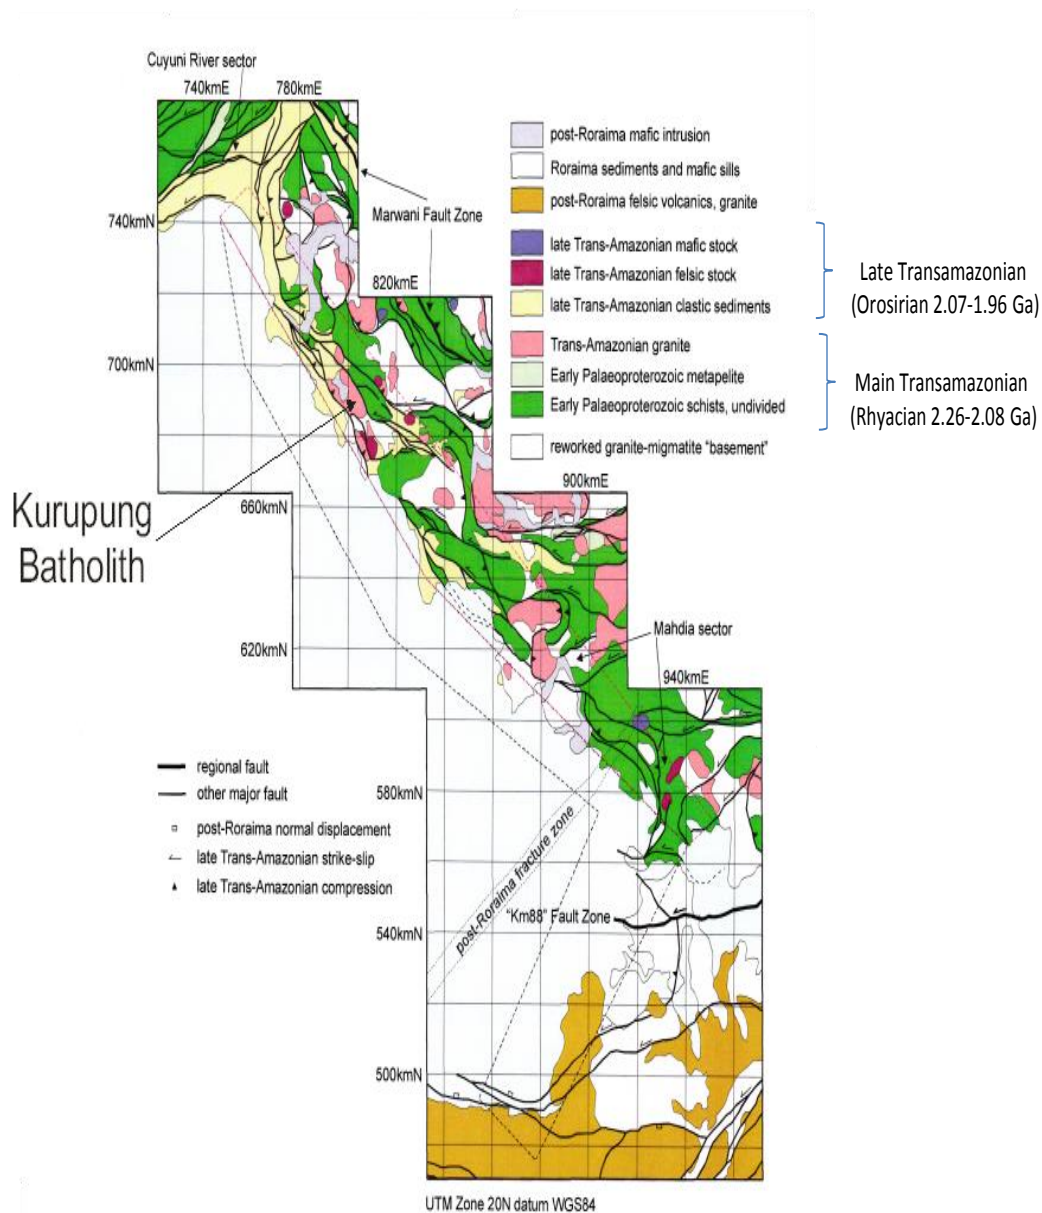 Cuyuni River sector
740kmE
780kmE
Marwani Fault Zone
740kmN
820kmE
700kmN
post-Roraima mafic intrusion
Roraima sediments and mafic sills
post-Roraima felsic volcanics, granite
late Trans-Amazonian mafic stock
late Trans-Amazonian felsic stock
late Trans-Amazonian clastic sediments
Trans-Amazonian granite
Early Palaeoproterozoic metapelite
Early Palaeoproterozoic schists, undivided
reworked granite-migmatite "basement"
Late Transamazonian
(Orosirian 2.07-1.96 Ga)
Main Transamazonian
(Rhyacian 2.26-2.08 Ga)
900kmE
660kmN
Kurupung
Batholith
Mahdia sector
620kmN
940kmE
regional fault
other major fault
post-Roraima normal displacement
late Trans-Amazonian strike-slip
late Trans-Amazonian compression
580kmN
post-Roraima fracture zone
"Km88" Fault Zone
540kmN
500kmN
UTM Zone 20N datum WGS84